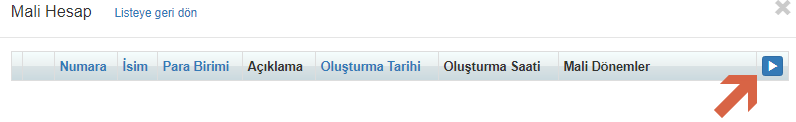 Mali Hesap Listeye geri dön
Numara İsim Para Birimi Açıklama Oluşturma Tarihi Oluşturma Saati Mali Dönemler